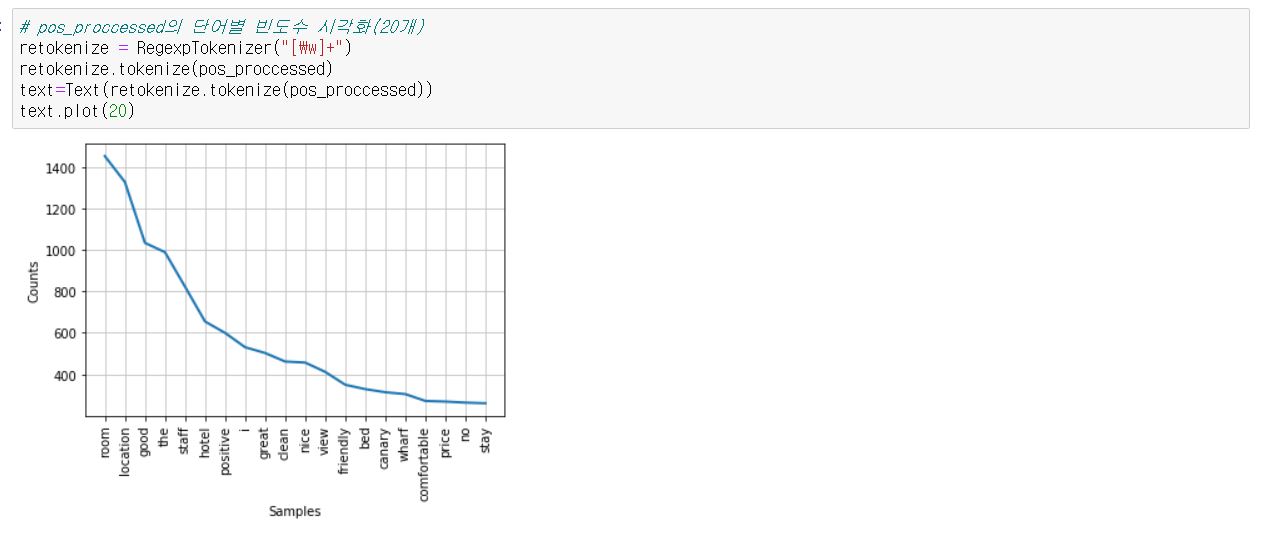 :
# pos_proccessed의 단어별 빈도수 시각화(20개)
retokenize = RegexpTokenizer("[₩w]+")
retokenize.tokenize(pos_proccessed)
text=Text(retokenize.tokenize(pos_proccessed))
text.plot(20)
1400
1200
1000
800
600
400
Counts
room
location
good
the
staff
hotel
positive
i
great
clean
nice
view
friendly
bed
canary
wharf
comfortable
price
no
stay
Samples